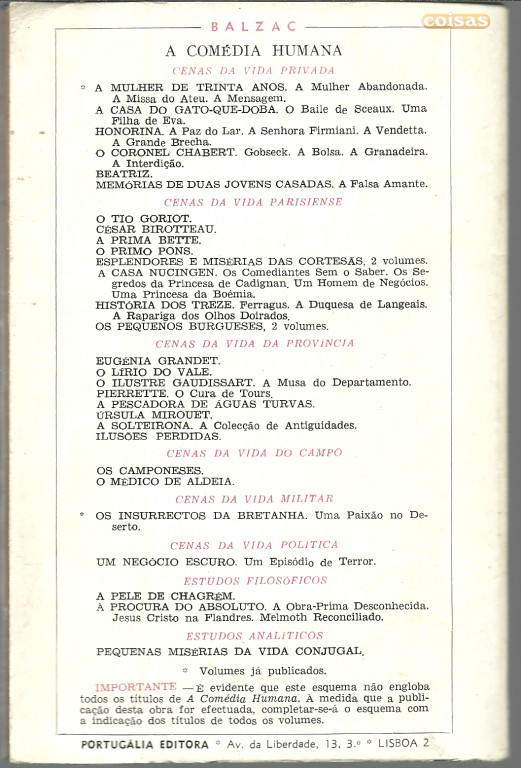 coisas
BALZAC
A COMÉDIA HUMANA
CENAS DA VIDA PRIVADA
* A MULHER DE TRINTA ANOS. A Mulher Abandonada.
A Missa do Ateu. A Mensagem.
A CASA DO GATO-QUE-DOBA. O Baile de Sceaux. Uma
Filha de Eva.
HONORINA. A Paz do Lar. A Senhora Firmiani. A Vendetta.
A Grande Brecha.
O CORONEL CHABERT. Gobseck. A Bolsa. A Granadeira.
A Interdição.
BEATRIZ.
MEMÓRIAS DE DUAS JOVENS CASADAS. A Falsa Amante.
CENAS DA VIDA PARISIENSE
O TIO GORIOT.
CÉSAR BIROTTEAU.
A PRIMA BETTE.
O PRIMO PONS.
ESPLENDORES E MISÉRIAS DAS CORTESÃS, 2 volumes.
A CASA NUCINGEN. Os Comediantes Sem o Saber. Os Se-
gredos da Princesa de Cadignan. Um Homem de Negócios.
Uma Princesa da Boémia.
HISTÓRIA DOS TREZE. Ferragus. A Duquesa de Langeais.
A Rapariga dos Olhos Doirados.
OS PEQUENOS BURGUESES, 2 volumes.
CENAS DA VIDA DA PROVÍNCIA
EUGÉNIA GRANDET.
O LÍRIO DO VALE.
O ILUSTRE GAUDISSART. A Musa do Departamento.
PIERRETTE. O Cura de Tours.
A PESCADORA DE ÁGUAS TURVAS.
ÚRSULA MIROUET.
A SOLTEIRONA. A Colecção de Antiguidades.
ILUSÕES PERDIDAS.
CENAS DA VIDA DO CAMPO
OS CAMPONESES.
O MÉDICO DE ALDEIA.
CENAS DA VIDA MILITAR
* OS INSURRECTOS DA BRETANHA. Uma Paixão no De-
serto.
CENAS DA VIDA POLÍTICA
UM NEGÓCIO ESCURO. Um Episódio de Terror.
ESTUDOS FILOSÓFICOS
A PELE DE CHAGRÉM.
À PROCURA DO ABSOLUTO. A Obra-Prima Desconhecida.
Jesus Cristo na Flandres. Melmoth Reconciliado.
ESTUDOS ANALÍTICOS
PEQUENAS MISÉRIAS DA VIDA CONJUGAL.
* Volumes já publicados.
IMPORTANTE — É evidente que este esquema não engloba
todos os títulos de A Comédia Humana. À medida que a publi-
cação desta obra for efectuada, completar-se-á o esquema com
a indicação dos títulos de todos os volumes.
PORTUGÁLIA EDITORA * Av. da Liberdade, 13, 3.º * LISBOA 2